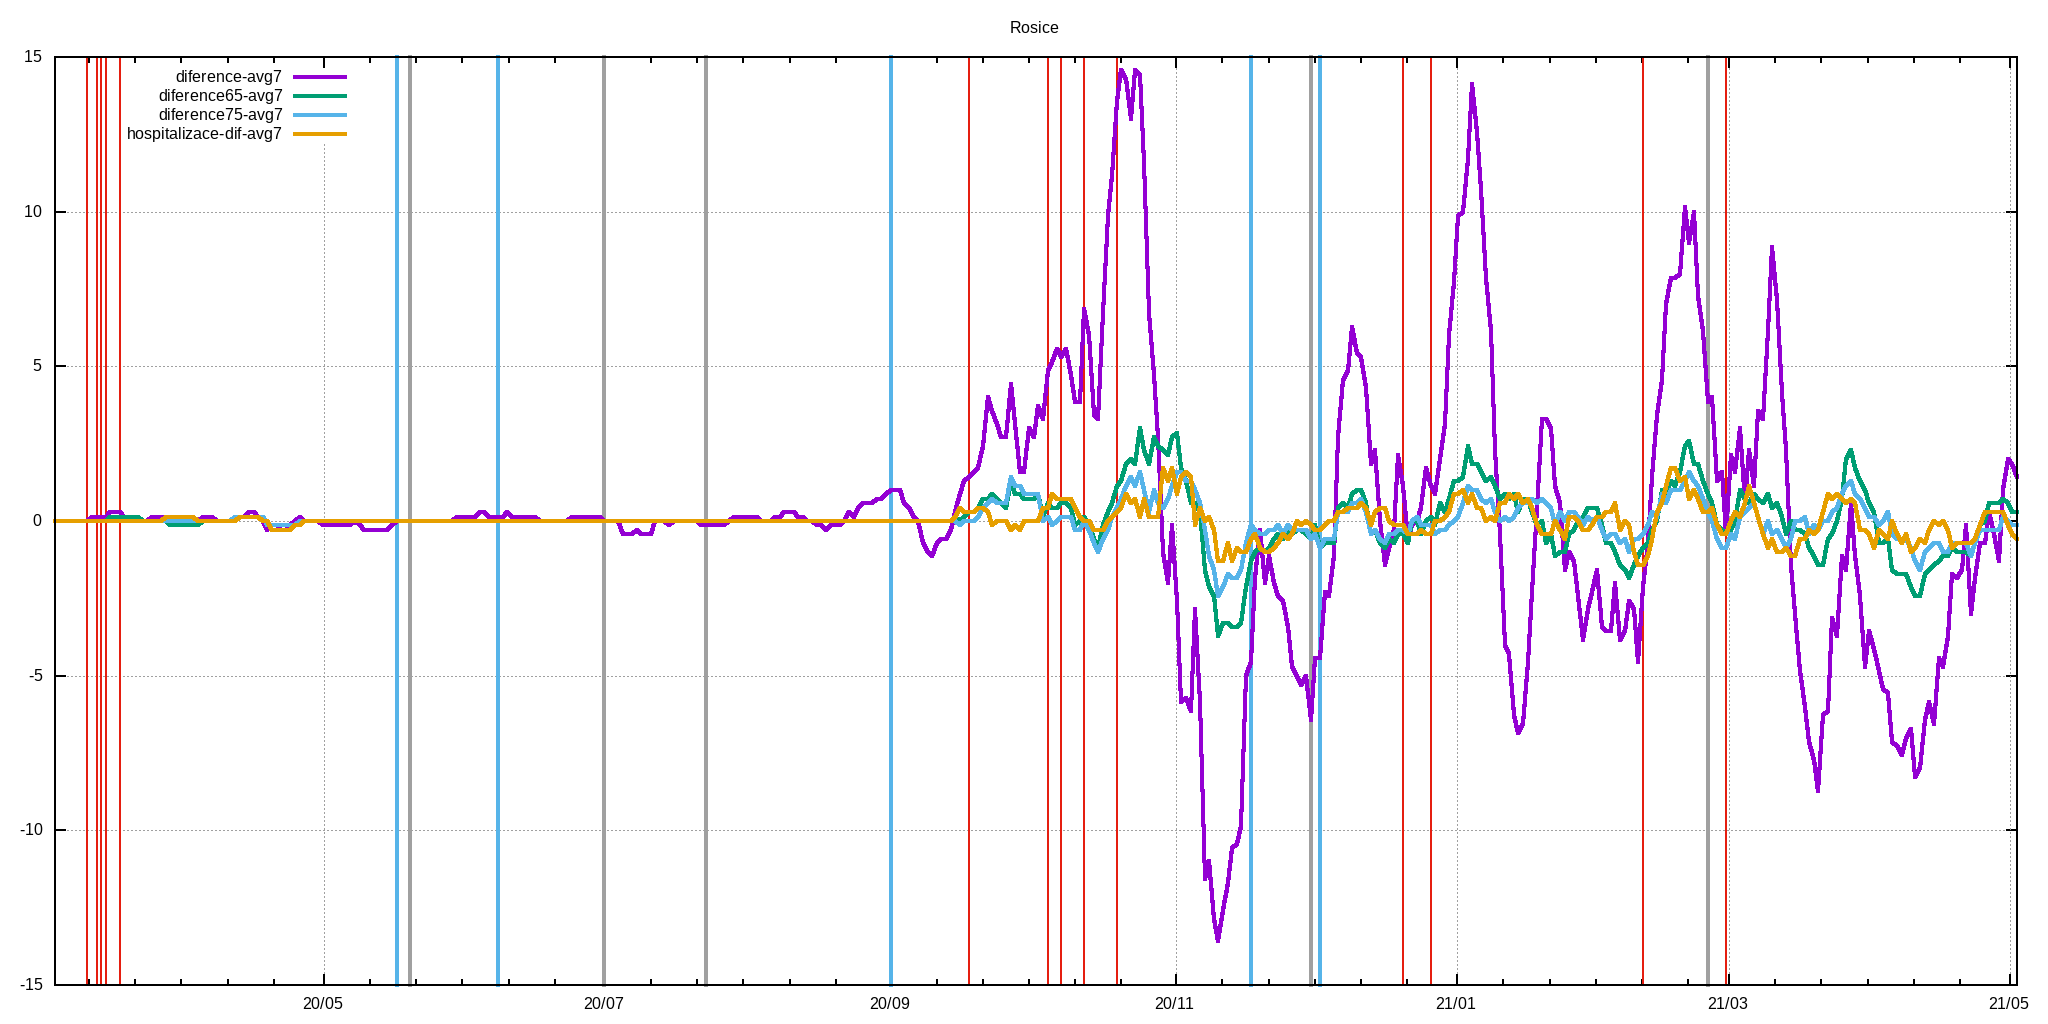 Rosice
15
diference-avg7
diference65-avg7
diference75-avg7
hospitalizace-dif-avg7
10
5
0
-5
-10
-15
20/05 20/07 20/09 20/11 21/01 21/03 21/05